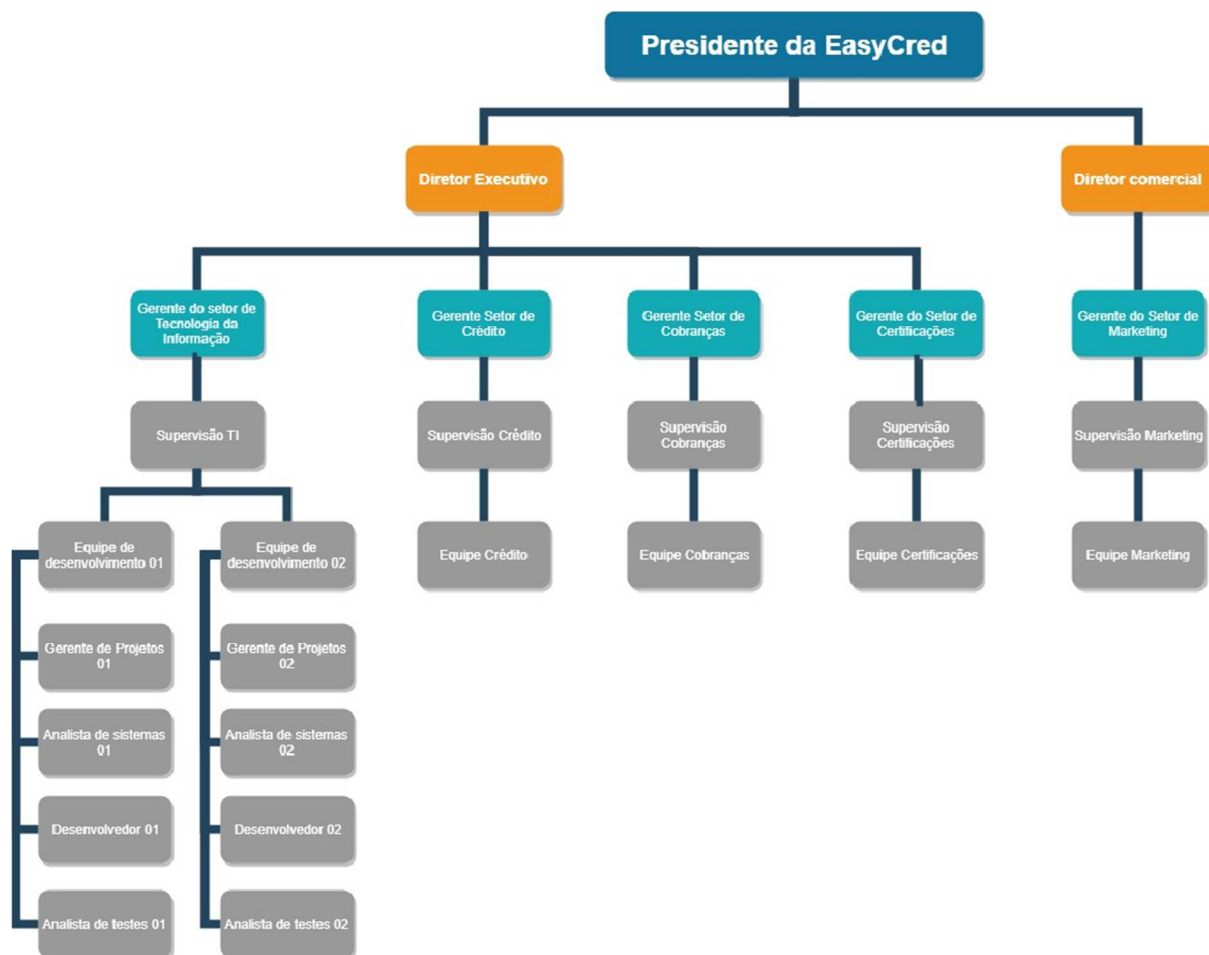 Presidente da EasyCred
Diretor Executivo
Diretor comercial
Gerente do setor de
Tecnologia da
Informação
Gerente Setor de
Crédito
Gerente Setor de
Cobranças
Gerente do Setor de
Certificações
Gerente do Setor de
Marketing
Supervisão TI
Supervisão Crédito
Supervisão
Cobranças
Supervisão
Certificações
Supervisão Marketing
Equipe de
desenvolvimento 01
Equipe de
desenvolvimento 02
Equipe Crédito
Equipe Cobranças
Equipe Certificações
Equipe Marketing
Gerente de Projetos
01
Gerente de Projetos
02
Analista de sistemas
01
Analista de sistemas
02
Desenvolvedor 01
Desenvolvedor 02
Analista de testes 01
Analista de testes 02